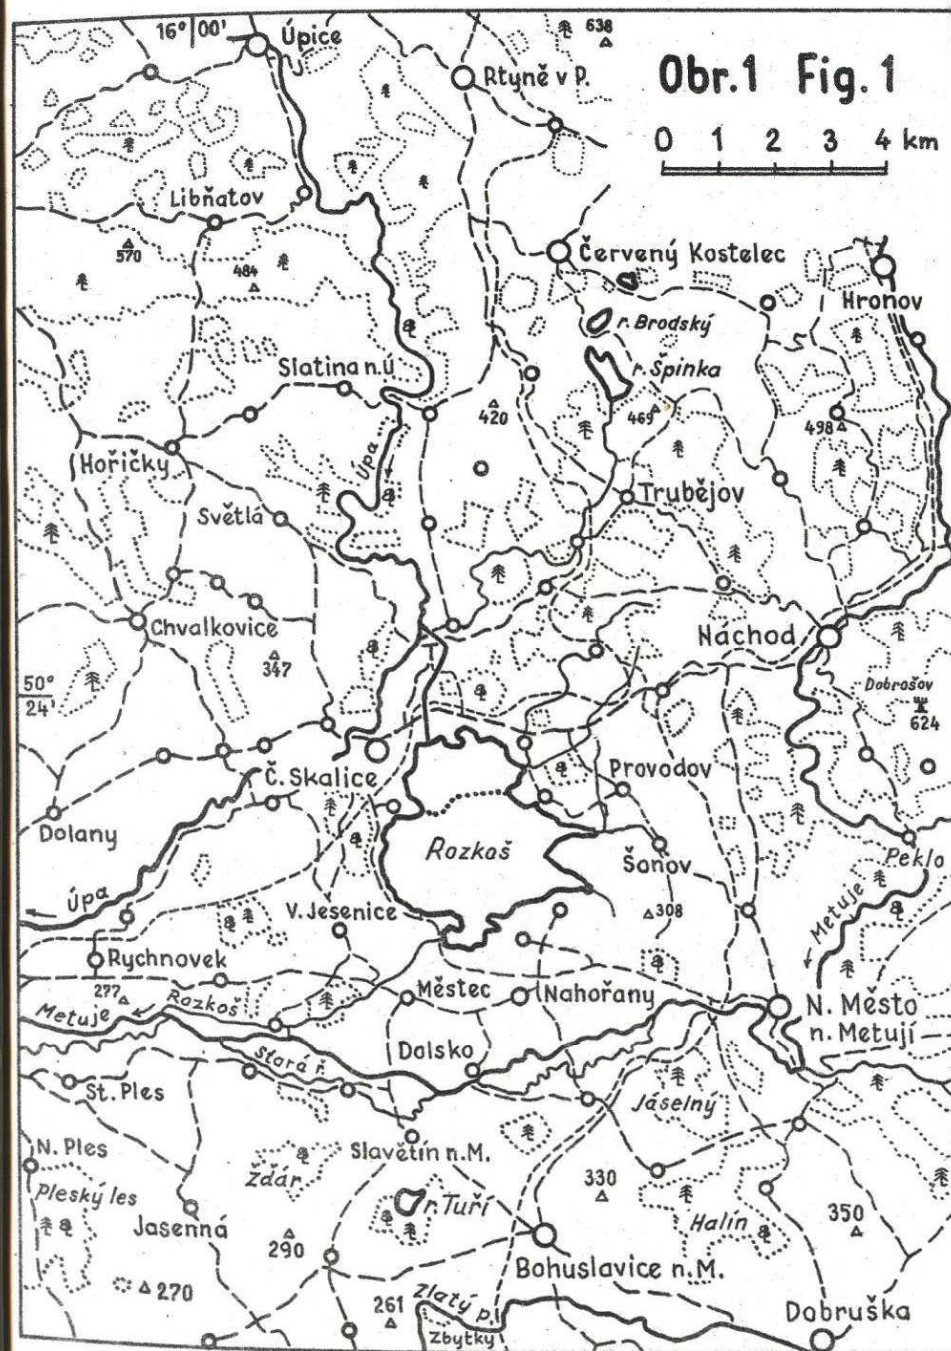 638
16° 00'
Úpice
Rtyně v P.
Obr.1 Fig. 1
0 1 2 3 4 km
Libňatov
570
484
Červený Kostelec
Hronov
r. Brodský
Slatina n.Ú
r. Špinka
420
469
498
Hořičky
Úpa
Trubějov
Světlá
Chvalkovice
Náchod
347
50°
24'
Dobrošov
624
Č. Skalice
Provodov
Dolany
Rozkoš
Šonov
Peklo
Úpa
V. Jesenice
308
Metuje
Rychnovek
277
Rozkoš
Městec
Nahořany
N. Město
n. Metují
Metuje
Stará ř.
Dolsko
St. Ples
Jáselný
N. Ples
Slavětín n.M.
Žďár
Pleský les
r. Tuří
330
Halín
350
Jasenná
290
Bohuslavice n.M.
270
261
Zlatý p.
Zbytky
Dobruška